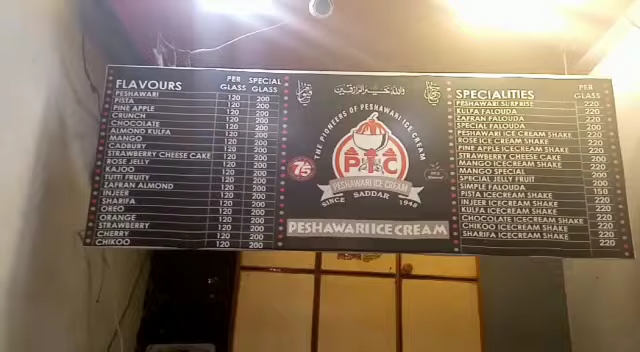 FLAVOURS PER GLASS SPECIAL GLASS
PESHAWARI 120 200
PISTA 120 200
PINE APPLE 120 200
CRUNCH 120 200
CHOCOLATE 120 200
ALMOND KULFA 120 200
MANGO 120 200
CADBURY 120 200
STRAWBERRY CHEESE CAKE 120 200
ROSE JELLY 120 200
KAJOO 120 200
TUITI FRUITY 120 200
ZAFRAN ALMOND 120 200
INJEER 120 200
SHARIFA 120 200
OREO 120 200
ORANGE 120 200
STRAWBERRY 120 200
CHERRY 120 200
CHIKOO 120 200
واللہ خیر الرازقین
THE PIONEERS OF PESHAWARI ICE CREAM
75
PIC
PESHAWARI ICE CREAM
SINCE SADDAR 1948
PESHAWARI ICE CREAM
SPECIALITIES PER GLASS
PESHAWARI SURPRISE 220
KULFA FALOUDA 220
ZAFRAN FALOUDA 220
SPECIAL FALOUDA 200
PESHAWARI ICE CREAM SHAKE 220
ROSE ICE CREAM SHAKE
PINE APPLE ICECREAM SHAKE
STRAWBERRY CHEESE CAKE
MANGO ICECREAM SHAKE
MANGO SPECIAL
SPECIAL JELLY FRUIT
SIMPLE FALOUDA 150
PISTA ICECREAM SHAKE 220
INJEER ICECREAM SHAKE 220
KULFA ICECREAM SHAKE 220
CHOCOLATE ICECREAM SHAKE 220
CHIKOO ICECREAM SHAKE 220
SHARIFA ICECREAM SHAKE 220